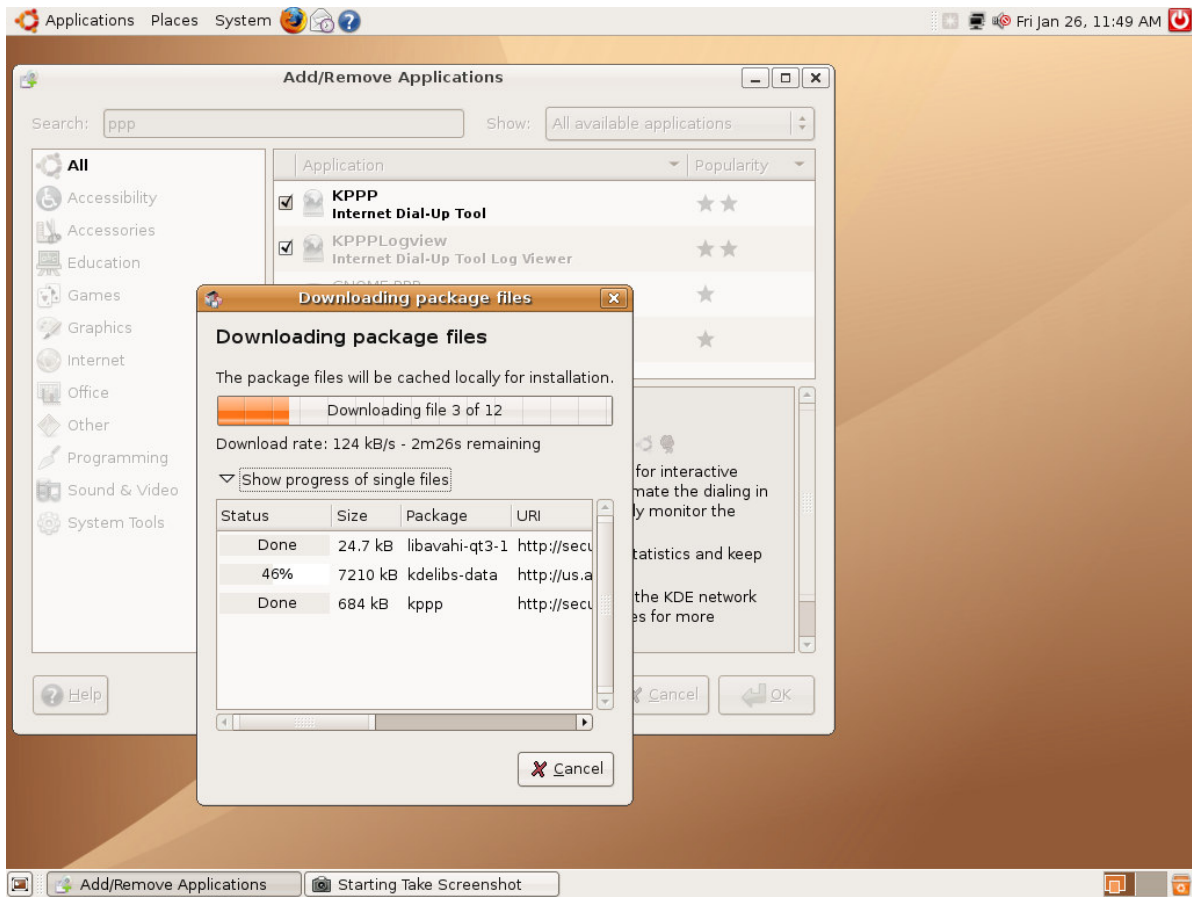 Applications Places System Fri Jan 26, 11:49 AM
Add/Remove Applications
Search: ppp Show: All available applications
All
Accessibility
Accessories
Education
Games
Graphics
Internet
Office
Other
Programming
Sound & Video
System Tools
Application Popularity
KPPP
Internet Dial-Up Tool
KPPPLogview
Internet Dial-Up Tool Log Viewer
Downloading package files
Downloading package files
The package files will be cached locally for installation.
Downloading file 3 of 12
Download rate: 124 kB/s - 2m26s remaining
Show progress of single files
Status Size Package URI
Done 24.7 kB libavahi-qt3-1 http://secu
46% 7210 kB kdelibs-data http://us.a
Done 684 kB kppp http://secu
Cancel
for interactive
mate the dialing in
ly monitor the
tatistics and keep
the KDE network
es for more
Help Cancel OK
Add/Remove Applications Starting Take Screenshot